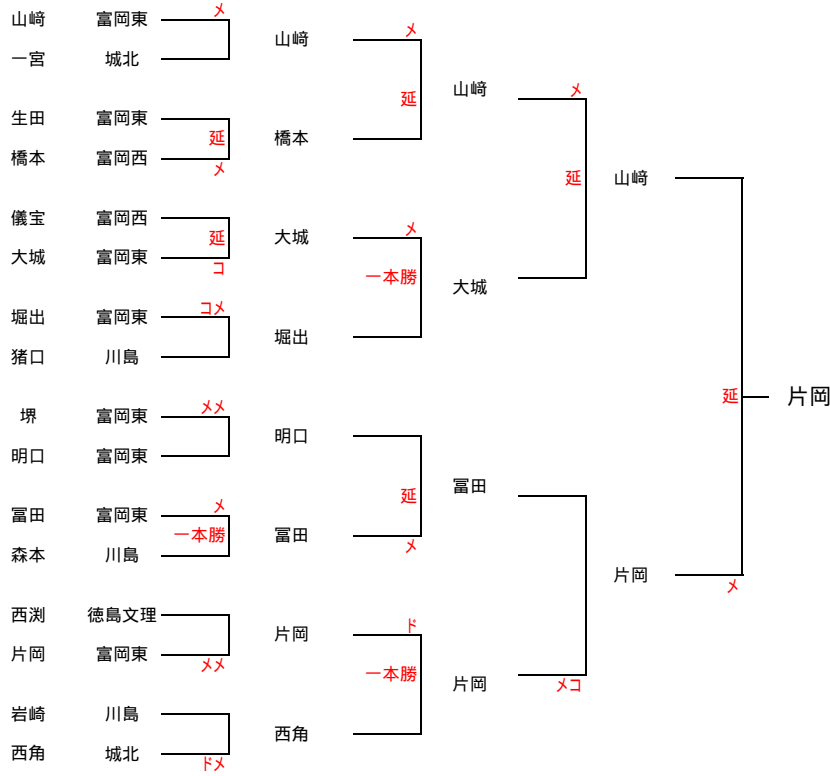 山﨑 富岡東 メ
一宮 城北
山﨑 メ
延
橋本
生田 富岡東
延
橋本 富岡西 メ
山﨑 メ
延
大城
儀宝 富岡西
延
大城 富岡東 コ
大城 メ
一本勝
堀出
堀出 富岡東 コメ
猪口 川島
山﨑
延
片岡
片岡 メ
堺 富岡東 メメ
明口 富岡東
明口
延
冨田 メ
冨田 富岡東 メ
一本勝
森本 川島
冨田
片岡 メコ
西渕 徳島文理
片岡 富岡東 メメ
片岡 ド
一本勝
西角
岩崎 川島
西角 城北 ドメ